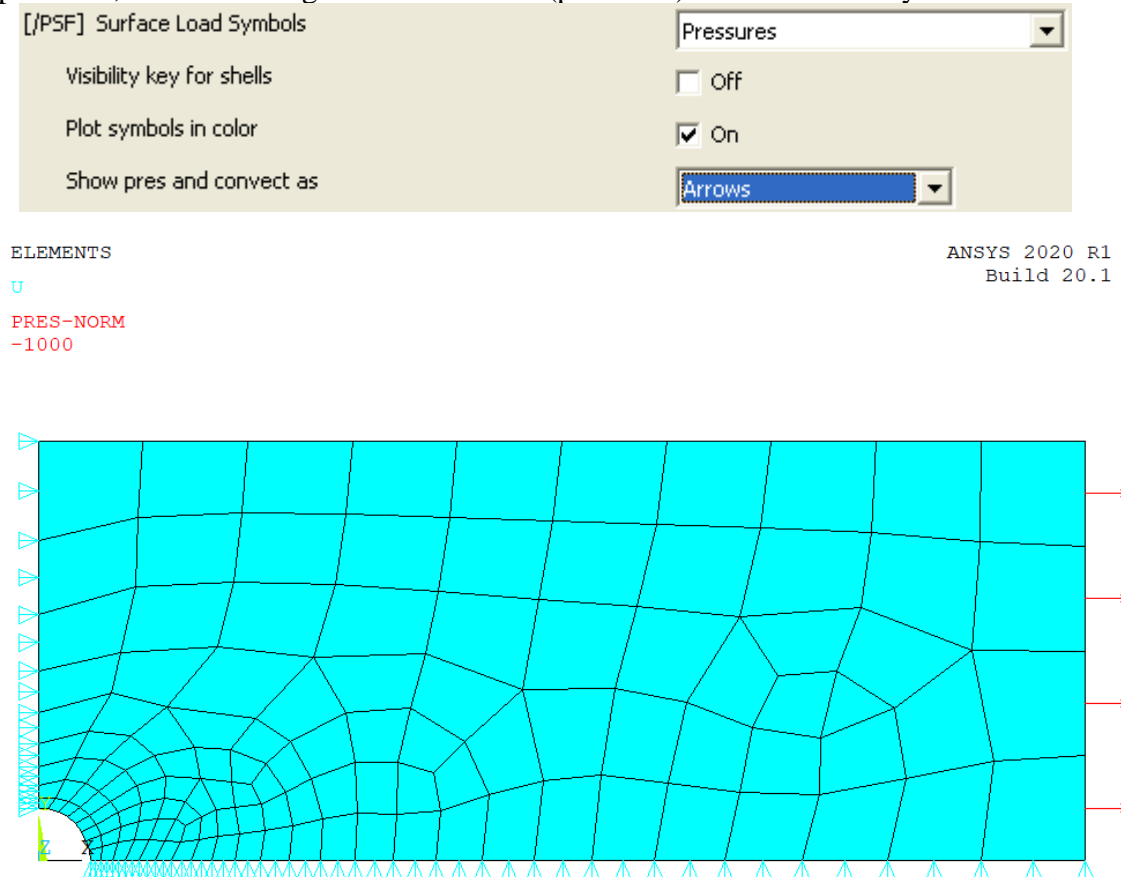 [/PSF] Surface Load Symbols Pressures
Visibility key for shells Off
Plot symbols in color On
Show pres and convect as Arrows
ELEMENTS ANSYS 2020 R1
U Build 20.1
PRES-NORM
-1000
Y
Z X